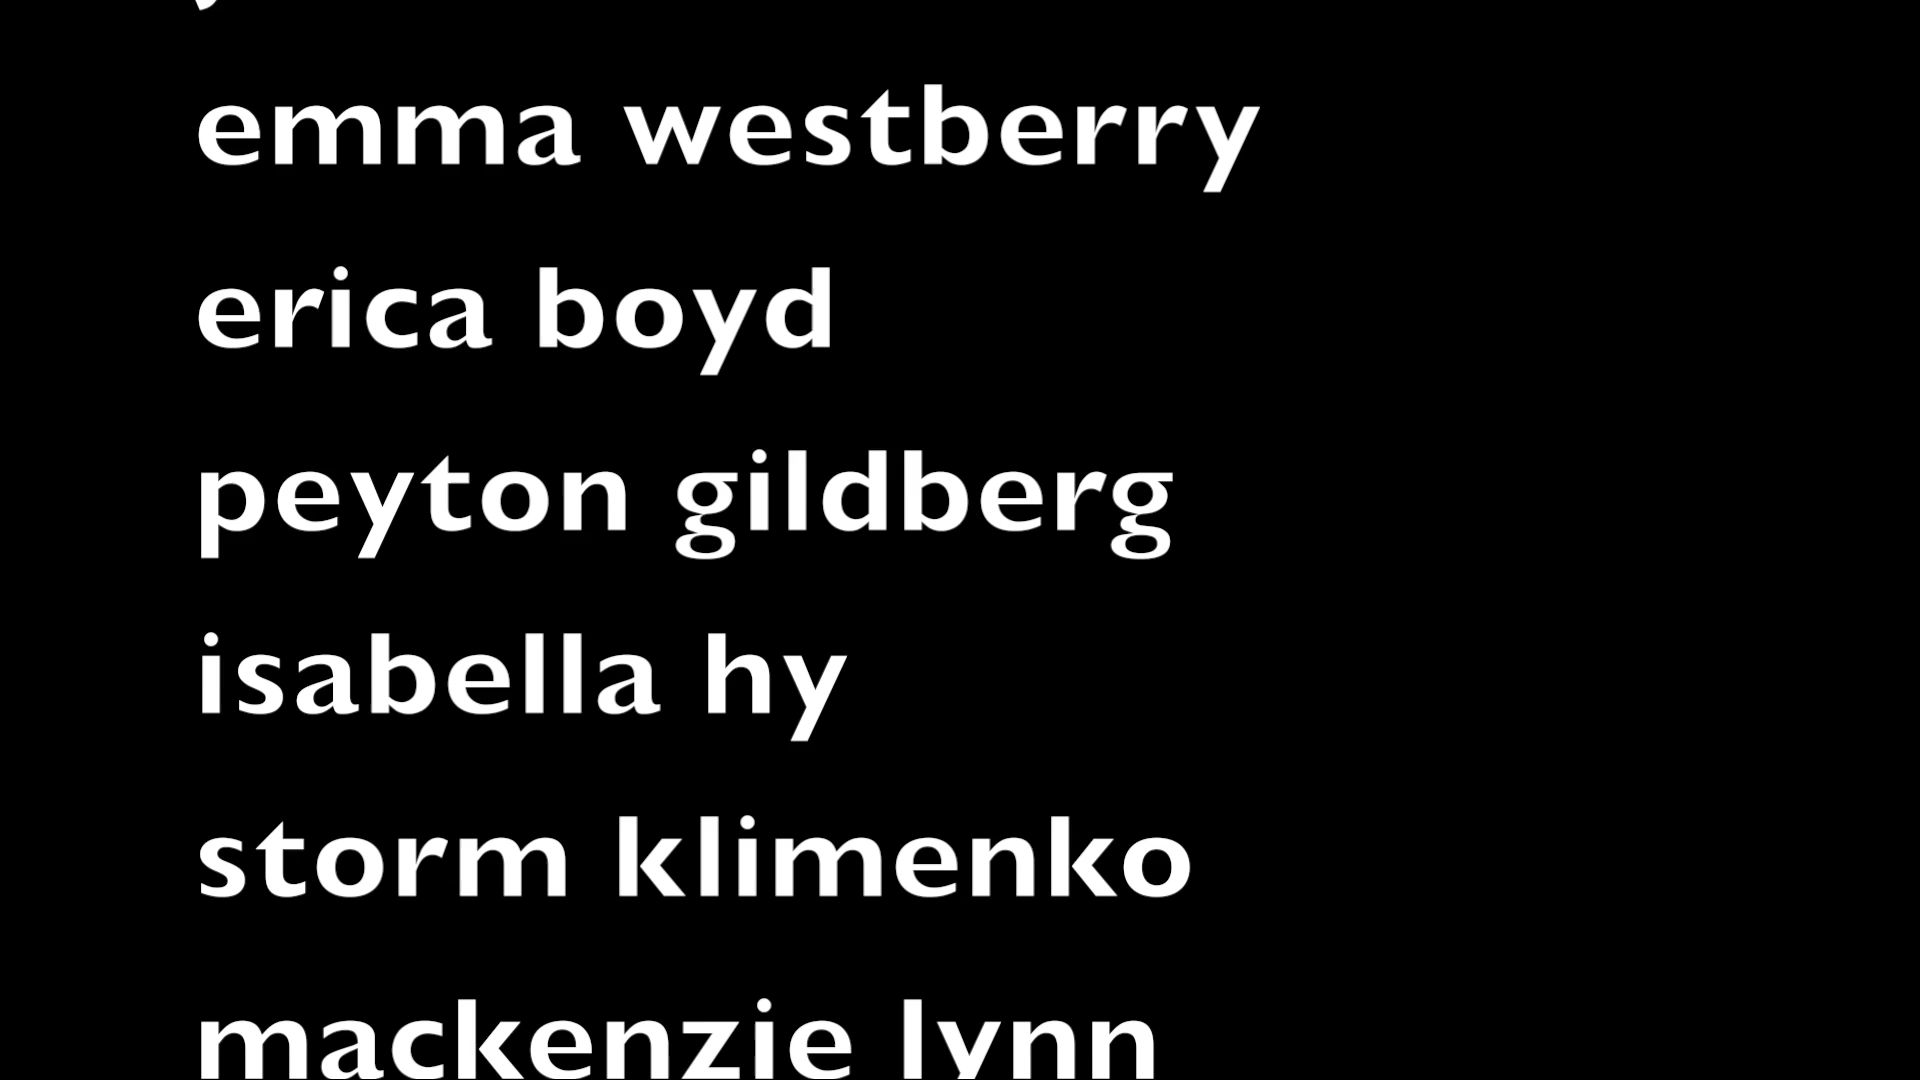 emma westberry
erica boyd
peyton gildberg
isabella hy
storm klimenko
mackenzie lynn